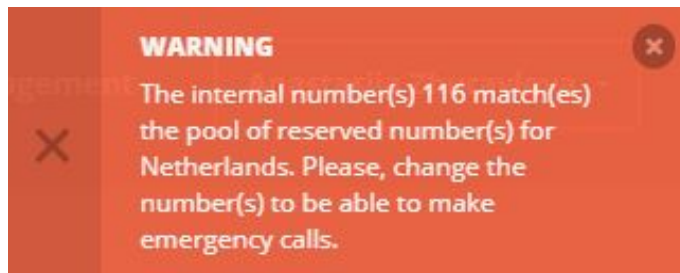 WARNING
The internal number(s) 116 match(es)
the pool of reserved number(s) for
Netherlands. Please, change the
number(s) to be able to make
emergency calls.